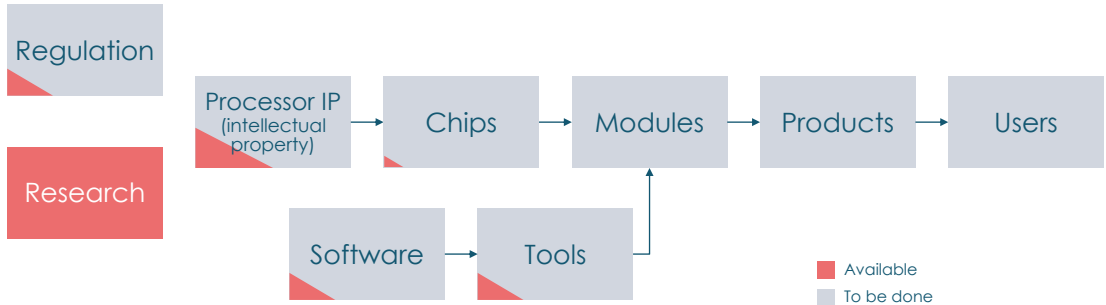 Regulation
Processor IP
(intellectual
property)
Chips
Modules
Products
Users
Research
Software
Tools
Available
To be done